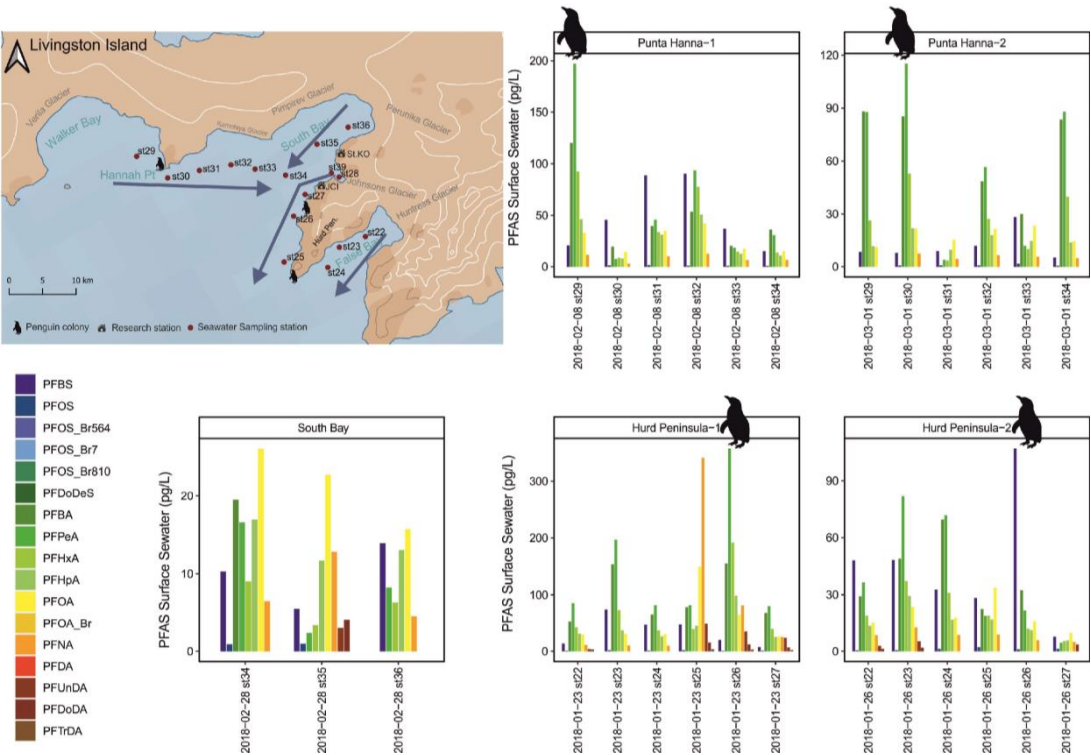 Livingston Island
Verila Glacier
Walker Bay
Pimpirev Glacier
Perunika Glacier
Kamchiya Glacier
South Bay
st36
st35
St.KO
st29
st32
st31
st33
st30
st34
st39
st28
Hannah Pt
JCI
Johnsons Glacier
st27
Huntress Glacier
st26
Hurd Pen.
st22
st23
False Bay
st25
st24
0 5 10 km
Penguin colony Research station Seawater Sampling station
Punta Hanna-1
PFAS Surface Sewater (pg/L)
200
150
100
50
0
2018-02-08 st29
2018-02-08 st30
2018-02-08 st31
2018-02-08 st32
2018-02-08 st33
2018-02-08 st34
Punta Hanna-2
120
90
60
30
0
2018-03-01 st29
2018-03-01 st30
2018-03-01 st31
2018-03-01 st32
2018-03-01 st33
2018-03-01 st34
PFBS
PFOS
PFOS_Br564
PFOS_Br7
PFOS_Br810
PFDoDeS
PFBA
PFPeA
PFHxA
PFHpA
PFOA
PFOA_Br
PFNA
PFDA
PFUnDA
PFDoDA
PFTrDA
South Bay
PFAS Surface Sewater (pg/L)
20
10
0
2018-02-28 st34
2018-02-28 st35
2018-02-28 st36
Hurd Peninsula-1
PFAS Surface Sewater (pg/L)
300
200
100
0
2018-01-23 st22
2018-01-23 st23
2018-01-23 st24
2018-01-23 st25
2018-01-23 st26
2018-01-23 st27
Hurd Peninsula-2
90
60
30
0
2018-01-26 st22
2018-01-26 st23
2018-01-26 st24
2018-01-26 st25
2018-01-26 st26
2018-01-26 st27